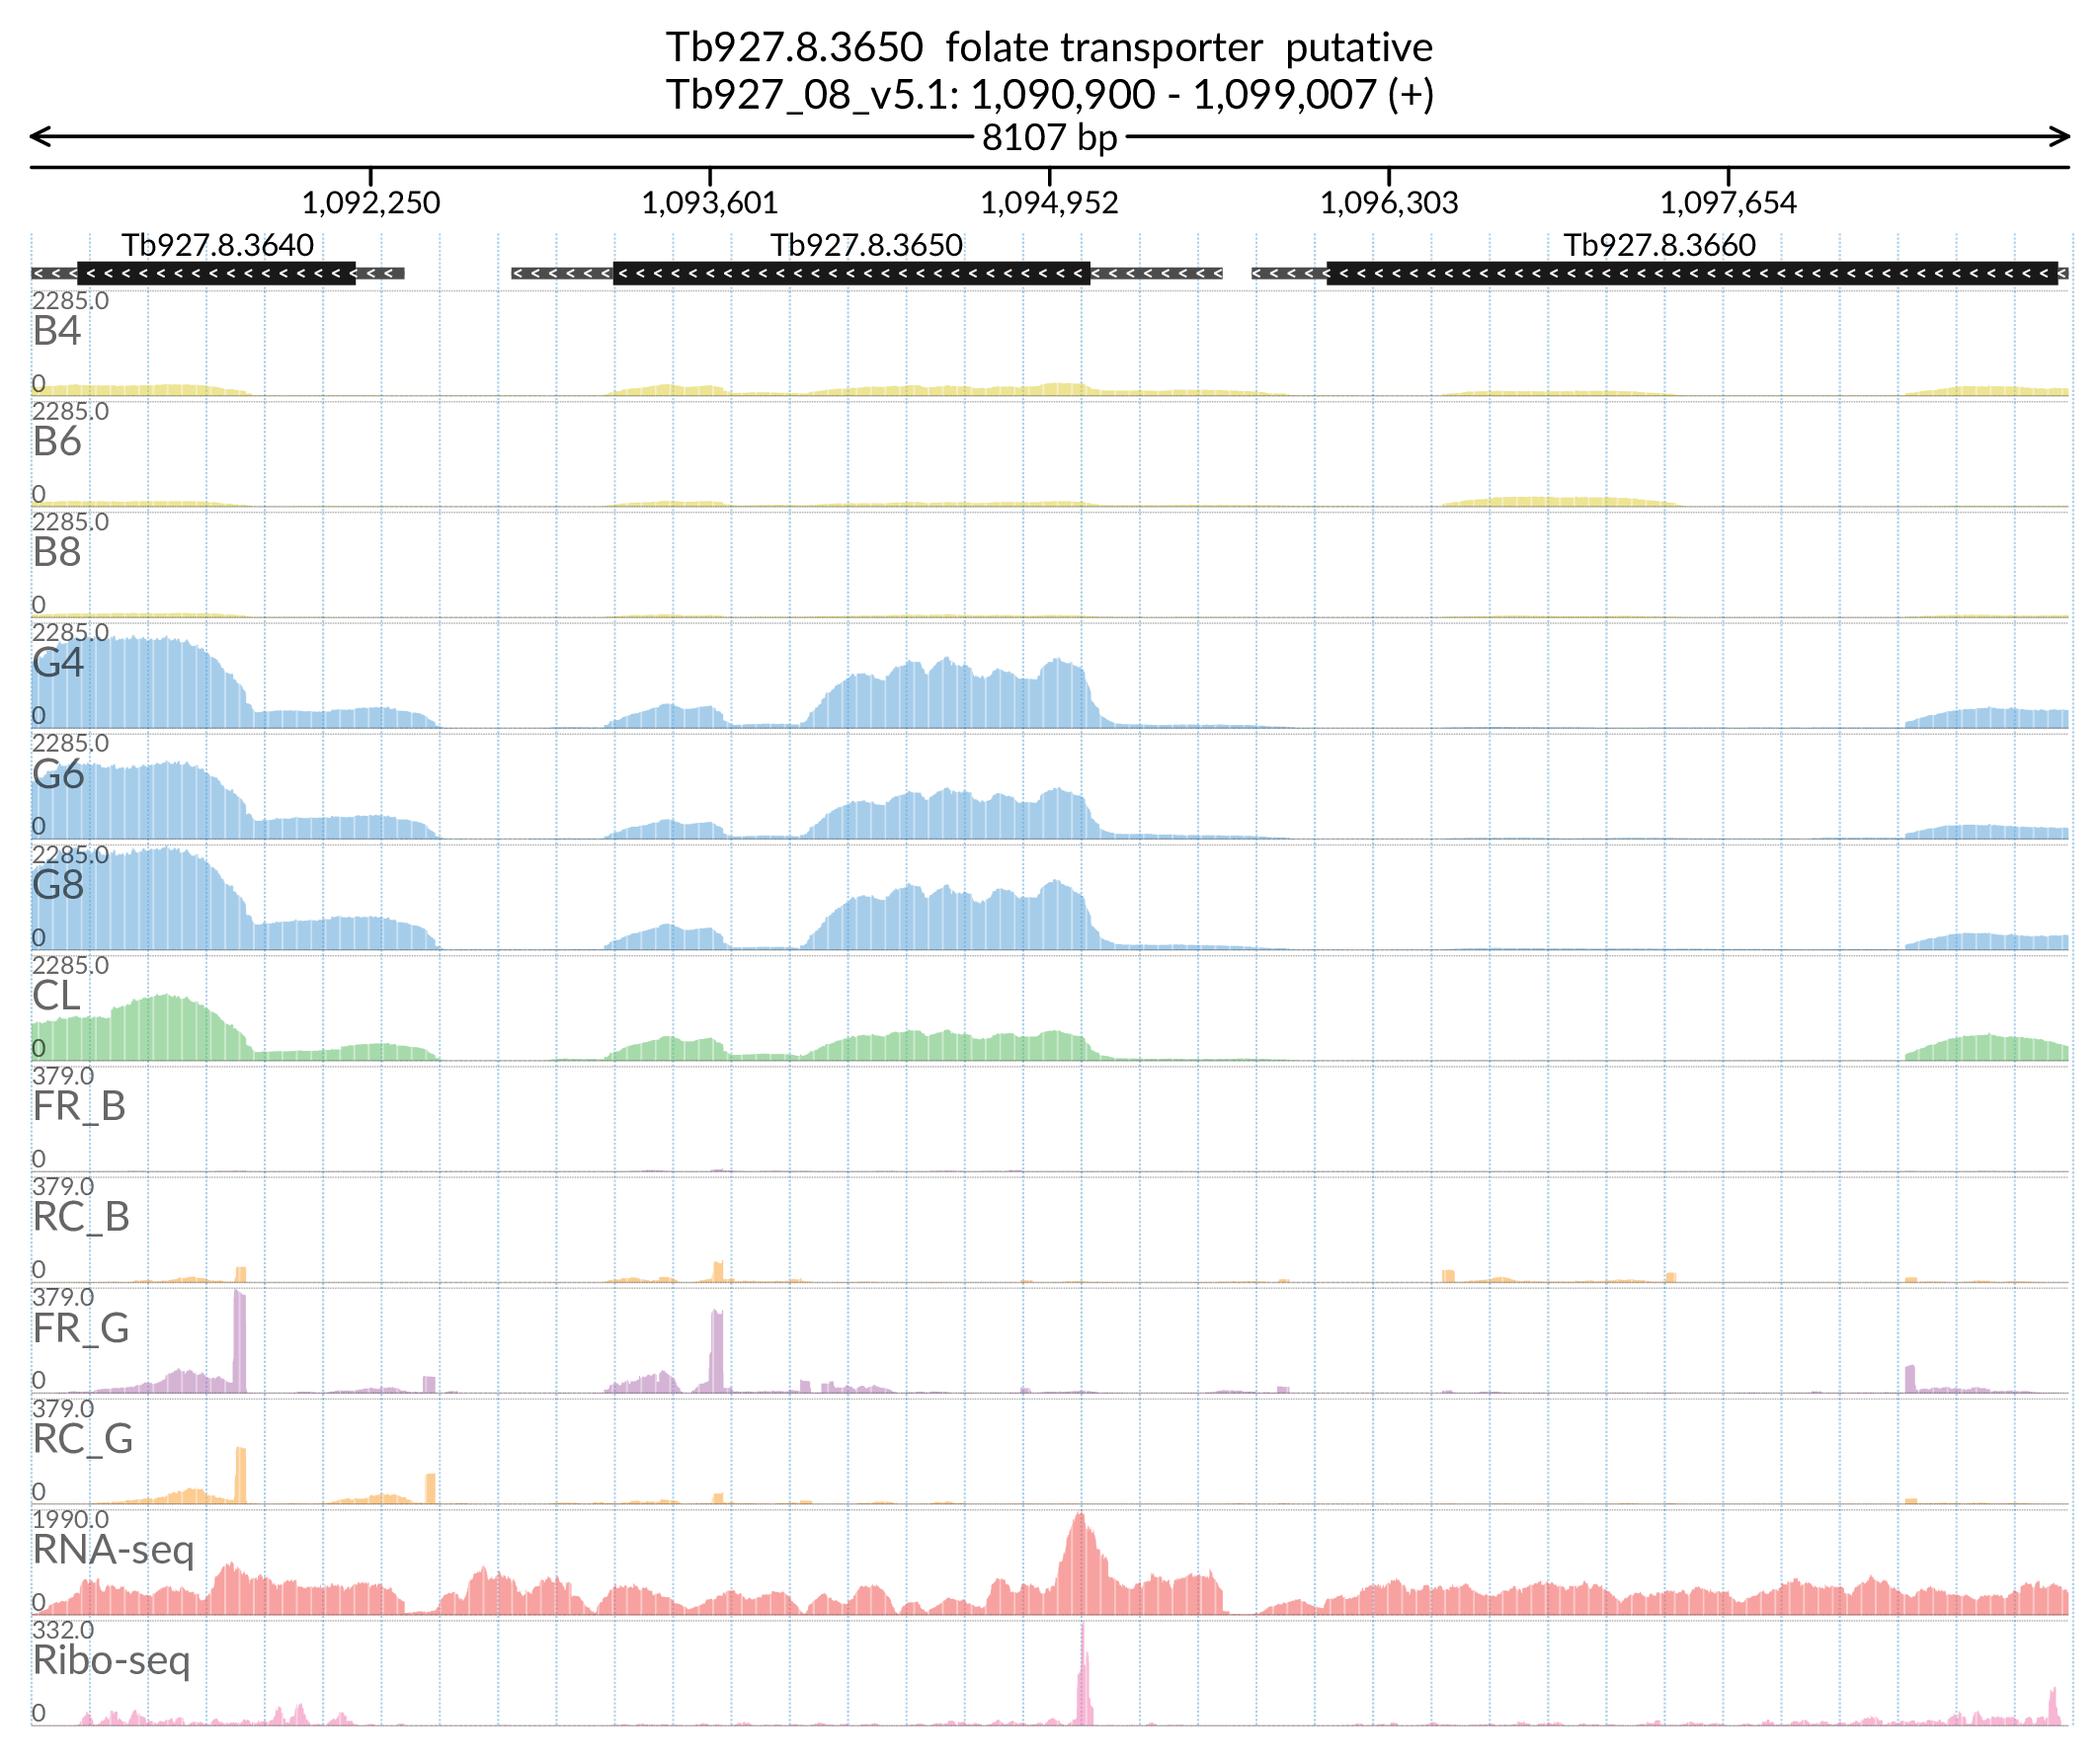 Tb927.8.3650 folate transporter putative
Tb927_08_v5.1: 1,090,900 - 1,099,007 (+)
8107 bp
1,092,250 1,093,601 1,094,952 1,096,303 1,097,654
Tb927.8.3640 Tb927.8.3650 Tb927.8.3660
2285.0
B4
0
2285.0
B6
0
2285.0
B8
0
2285.0
G4
0
2285.0
G6
0
2285.0
G8
0
2285.0
CL
0
379.0
FR_B
0
379.0
RC_B
0
379.0
FR_G
0
379.0
RC_G
0
1990.0
RNA-seq
0
332.0
Ribo-seq
0